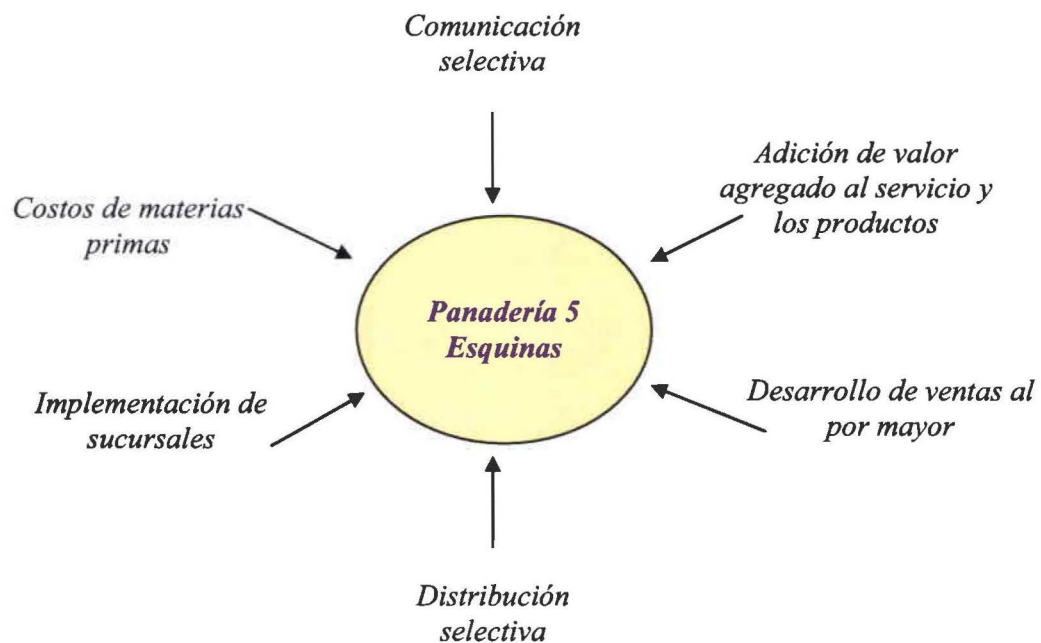 Comunicación
selectiva
Adición de valor
agregado al servicio y
los productos
Costos de materias
primas
Panadería 5
Esquinas
Implementación de
sucursales
Desarrollo de ventas al
por mayor
Distribución
selectiva